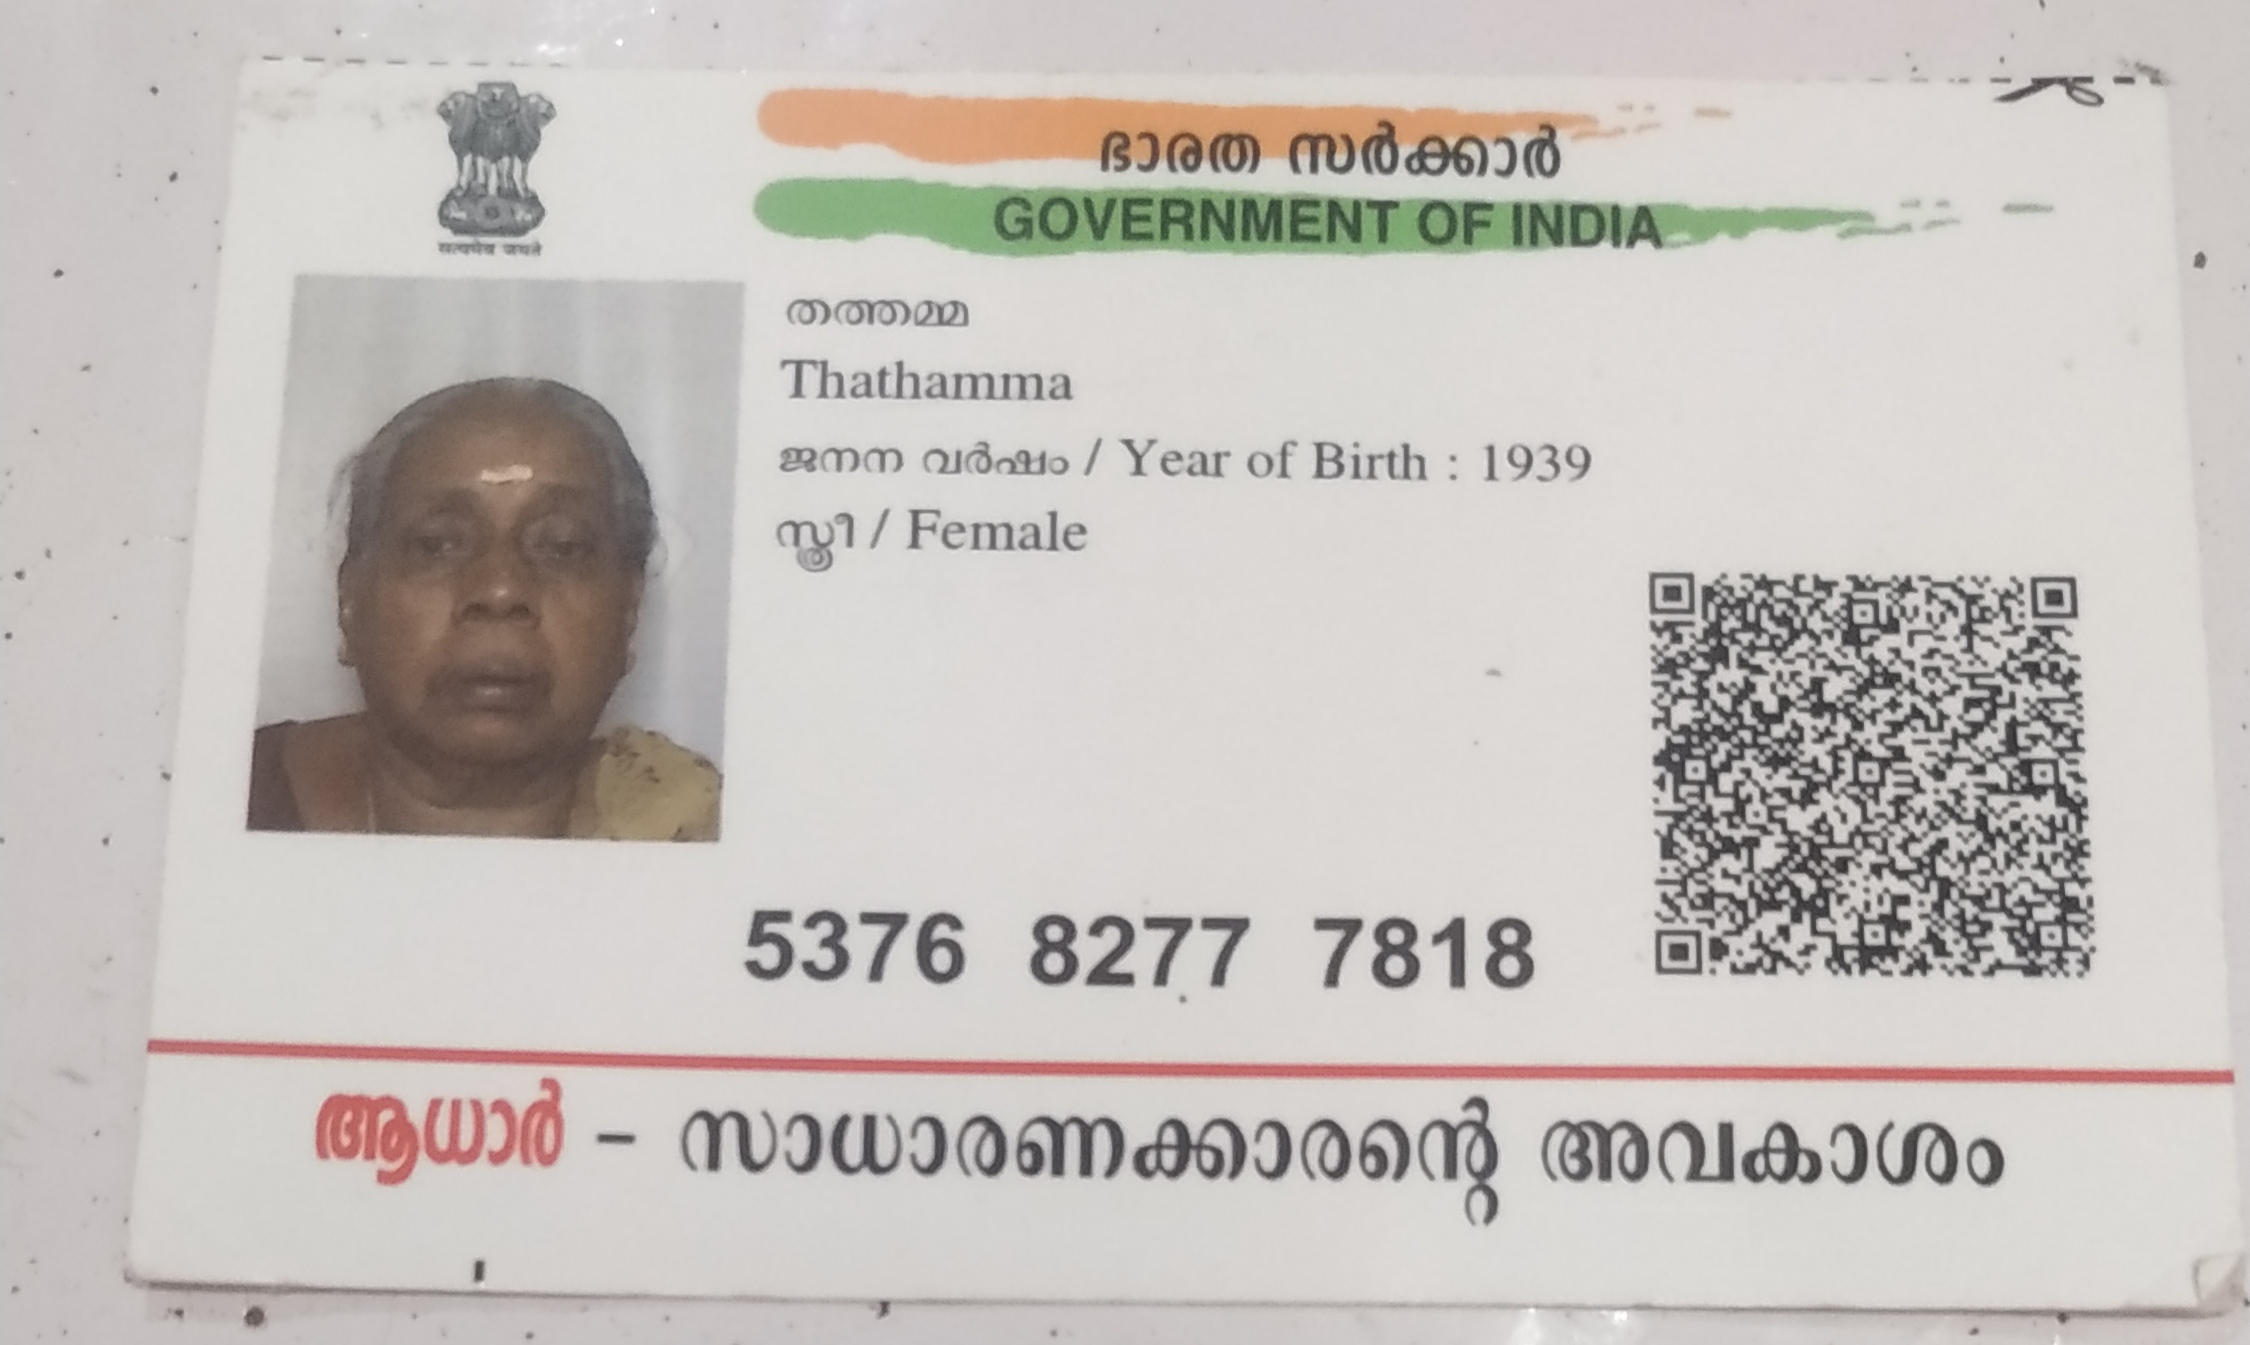 ഭാരത സർക്കാർ
GOVERNMENT OF INDIA
सत्यमेव जयते
തത്തമ്മ
Thathamma
ജനന വർഷം / Year of Birth : 1939
സ്ത്രീ / Female
5376 8277 7818
ആധാർ – സാധാരണക്കാരന്റെ അവകാശം